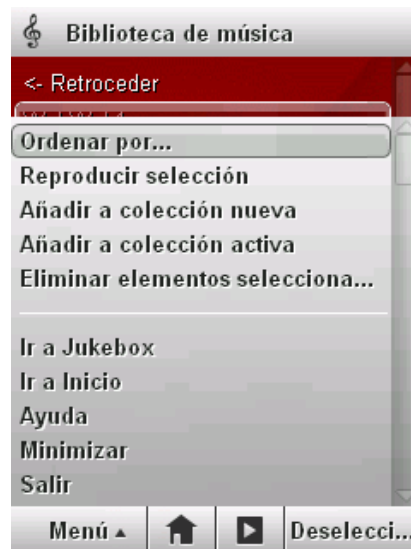 Biblioteca de música
<- Retroceder
Ordenar por...
Reproducir selección
Añadir a colección nueva
Añadir a colección activa
Eliminar elementos selecciona...
Ir a Jukebox
Ir a Inicio
Ayuda
Minimizar
Salir
Menú ▴
Deselecci...